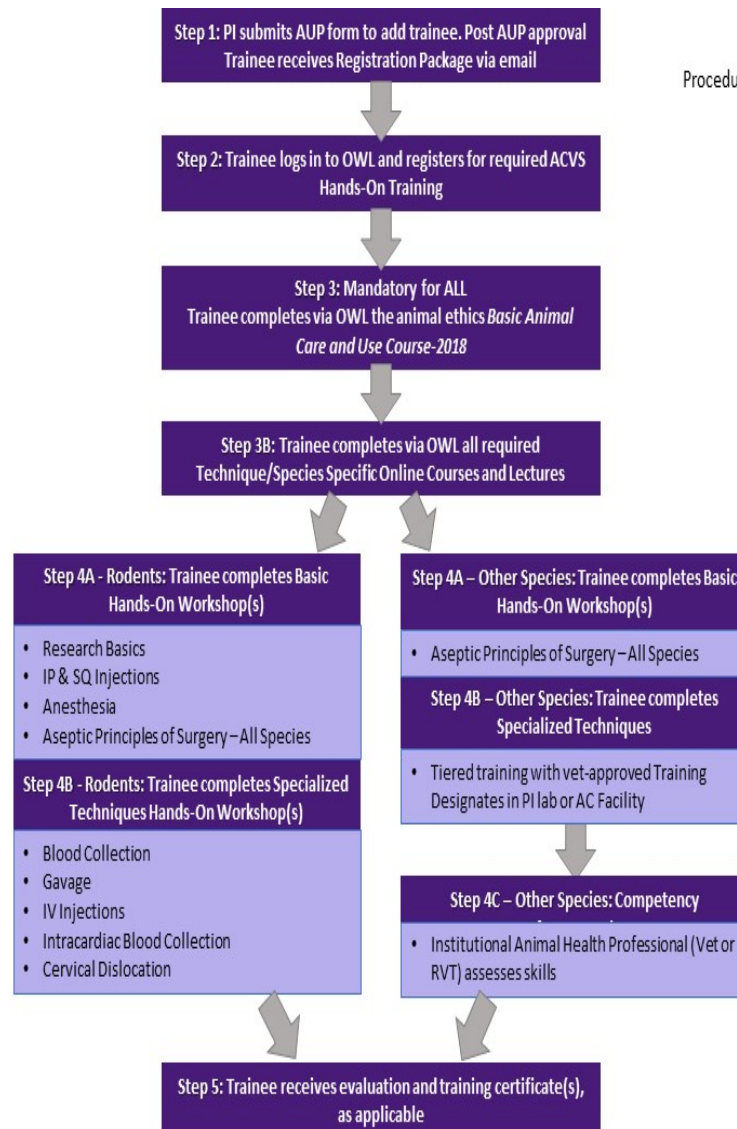 Step 1: PI submits AUP form to add trainee. Post AUP approval
Trainee receives Registration Package via email
Step 2: Trainee logs in to OWL and registers for required ACVS
Hands-On Training
Step 3: Mandatory for ALL
Trainee completes via OWL the animal ethics Basic Animal
Care and Use Course-2018
Step 3B: Trainee completes via OWL all required
Technique/Species Specific Online Courses and Lectures
Step 4A - Rodents: Trainee completes Basic
Hands-On Workshop(s)
• Research Basics
• IP & SQ Injections
• Anesthesia
• Aseptic Principles of Surgery – All Species
Step 4B - Rodents: Trainee completes Specialized
Techniques Hands-On Workshop(s)
• Blood Collection
• Gavage
• IV Injections
• Intracardiac Blood Collection
• Cervical Dislocation
Step 4A – Other Species: Trainee completes Basic
Hands-On Workshop(s)
• Aseptic Principles of Surgery – All Species
Step 4B – Other Species: Trainee completes
Specialized Techniques
• Tiered training with vet-approved Training
Designates in PI lab or AC Facility
Step 4C – Other Species: Competency
• Institutional Animal Health Professional (Vet or
RVT) assesses skills
Step 5: Trainee receives evaluation and training certificate(s),
as applicable
Procedu